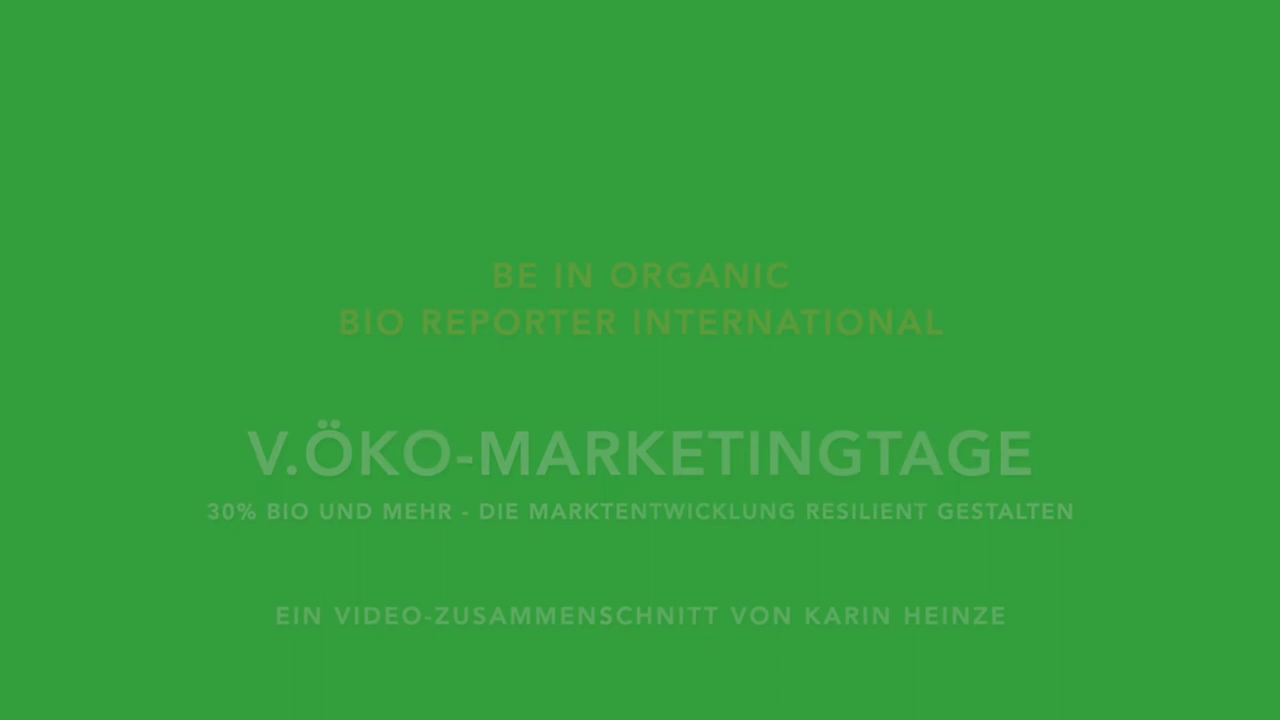 BE IN ORGANIC
BIO REPORTER INTERNATIONAL
V.ÖKO-MARKETINGTAGE
30% BIO UND MEHR - DIE MARKTENTWICKLUNG RESILIENT GESTALTEN
EIN VIDEO-ZUSAMMENSCHNITT VON KARIN HEINZE